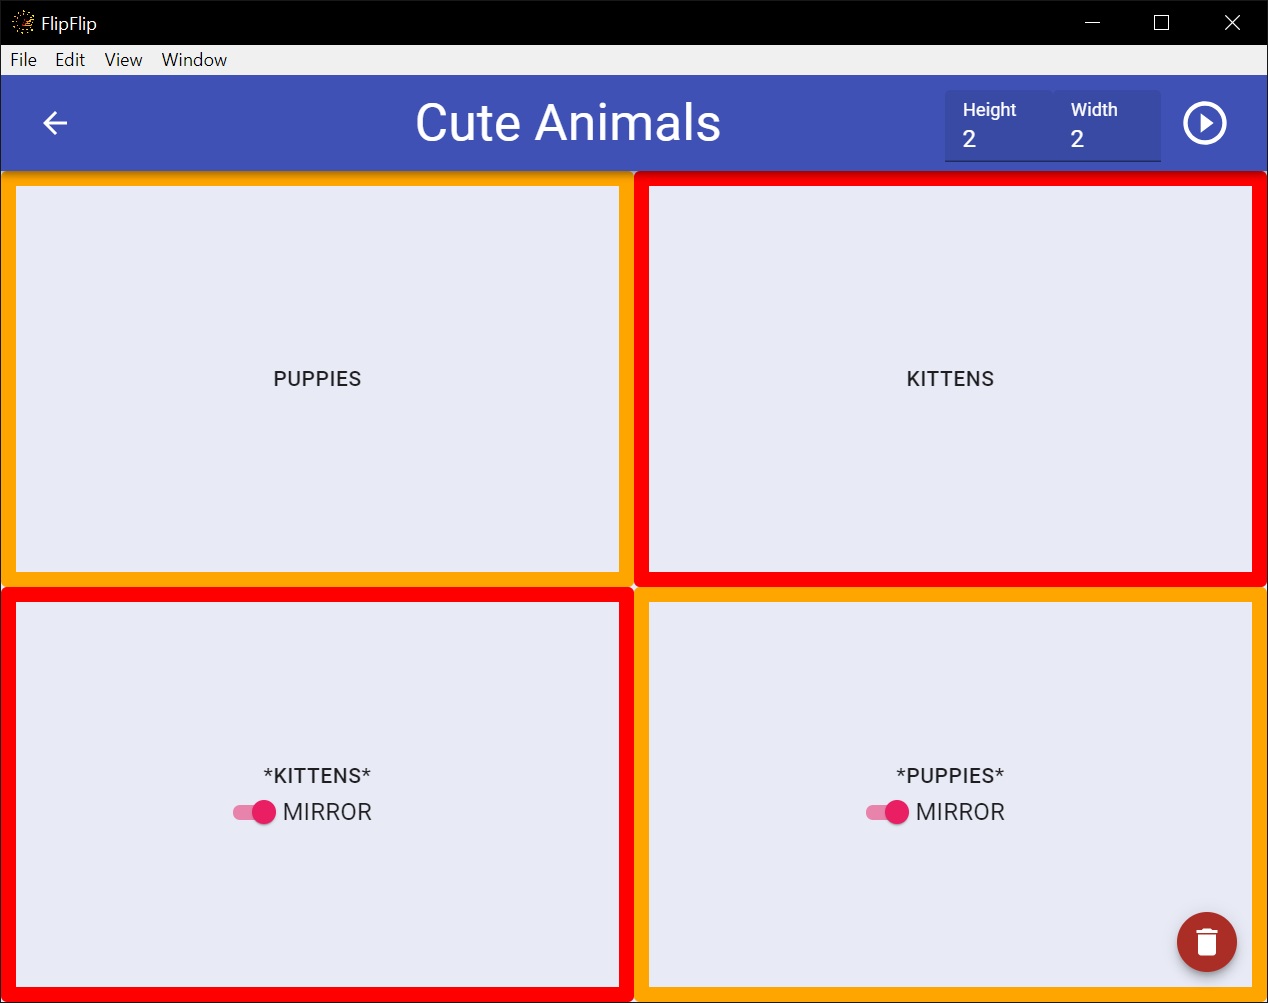 FlipFlip
File Edit View Window
Cute Animals
Height Width
2 2
PUPPIES
KITTENS
*KITTENS*
MIRROR
*PUPPIES*
MIRROR